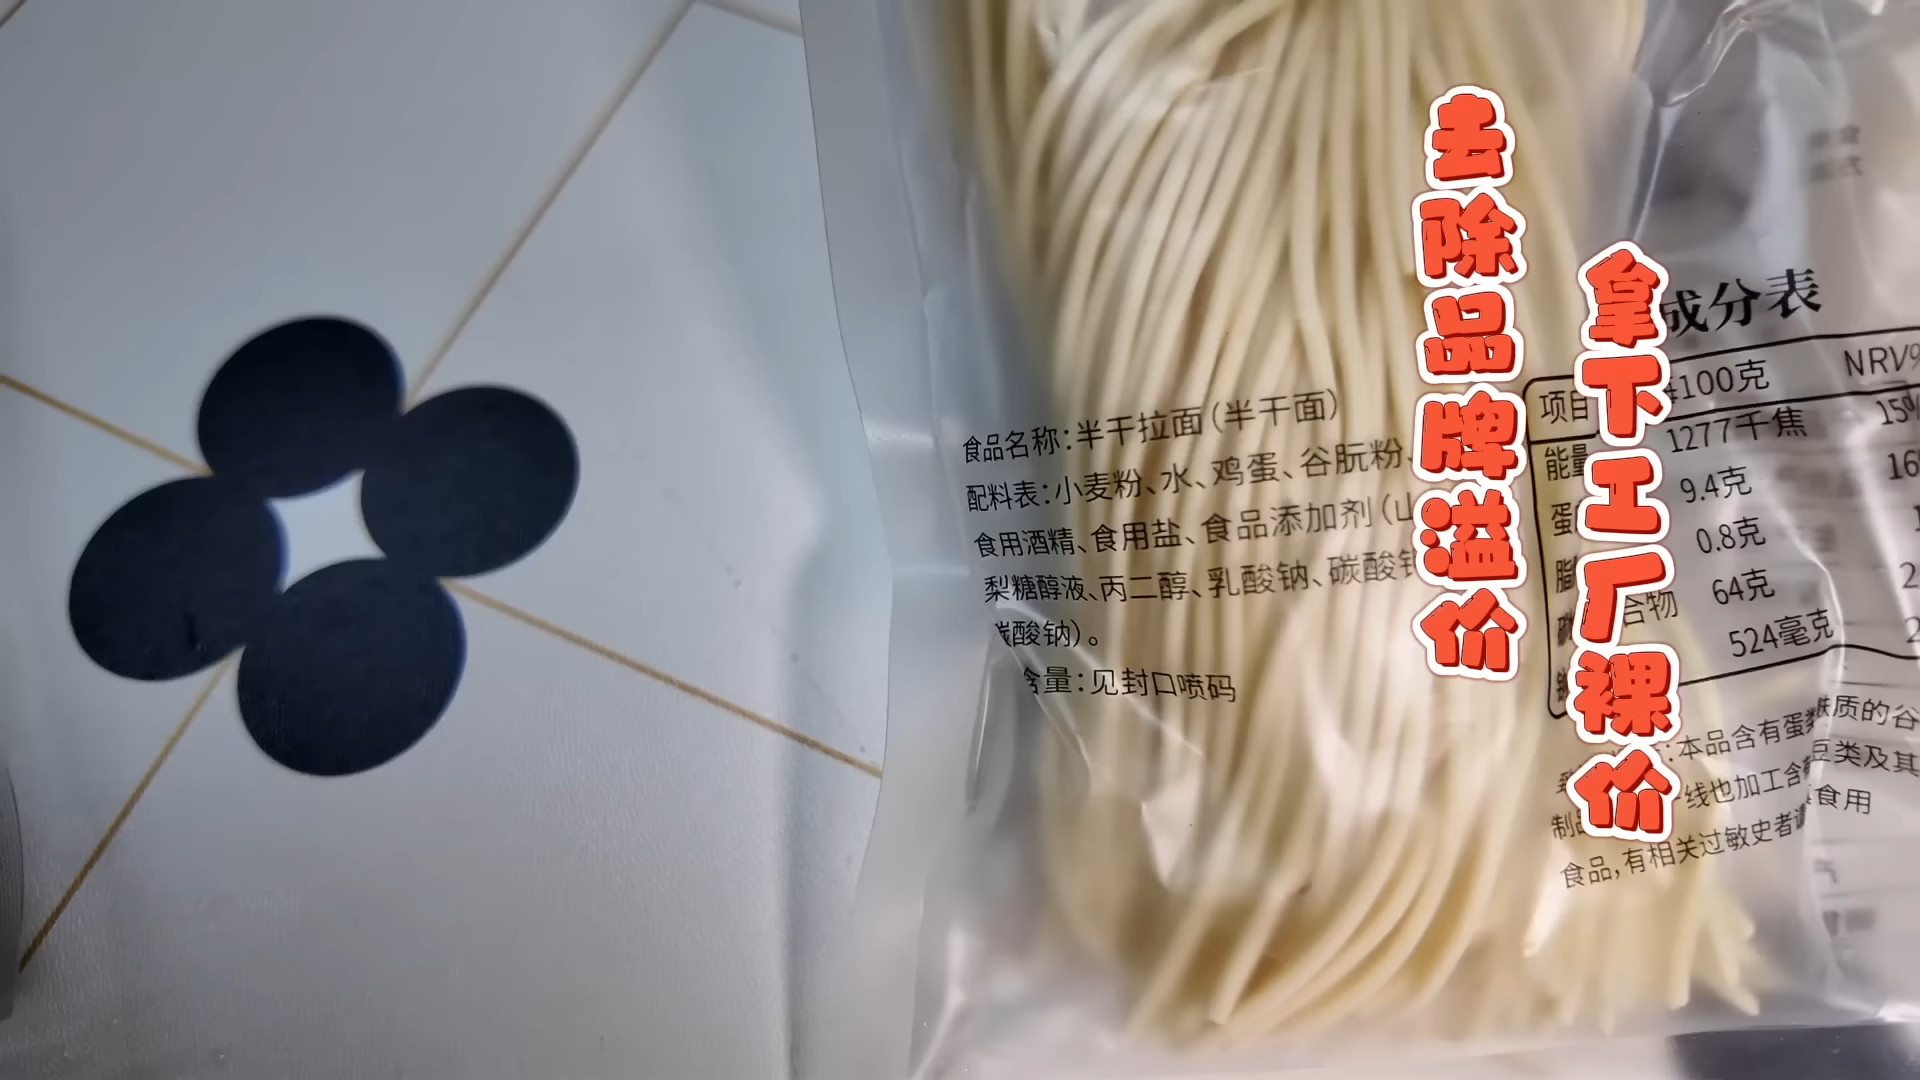 去除品牌溢价
拿下工厂裸价
食品名称：半干拉面（半干面）
配料表：小麦粉、水、鸡蛋、谷朊粉、
食用酒精、食用盐、食品添加剂（山
梨糖醇液、丙二醇、乳酸钠、碳酸
酸钠）。
含量：见封口喷码
成分表
项目 100克 NRV%
能量 1277千焦 15%
9.4克 16
0.8克
合物 64克
524毫克
：本品含有蛋 质的谷
线也加工含 豆类及其
制品 食用
食品，有相关过敏史者